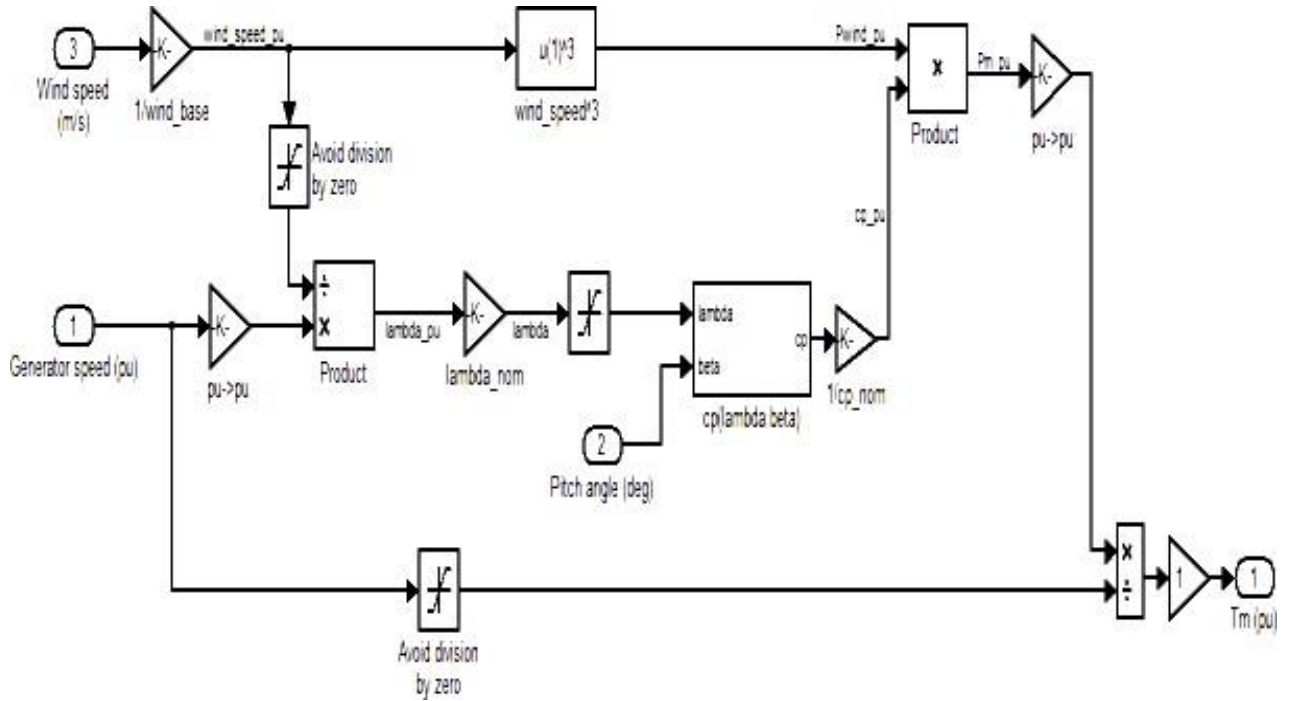 3
Wind speed
(m/s)
-K-
1/wind_base
wind_speed_pu
u(1)^3
wind_speed^3
Pwind_pu
x
Product
Pm_pu
-K-
pu->pu
Avoid division
by zero
1
Generator speed (pu)
-K-
pu->pu
÷
x
Product
lambda_pu
-K-
lambda_nom
lambda
lambda
beta
cp
cp(lambda beta)
-K-
1/cp_nom
cp_pu
2
Pitch angle (deg)
Avoid division
by zero
x
÷
1
1
Tm (pu)